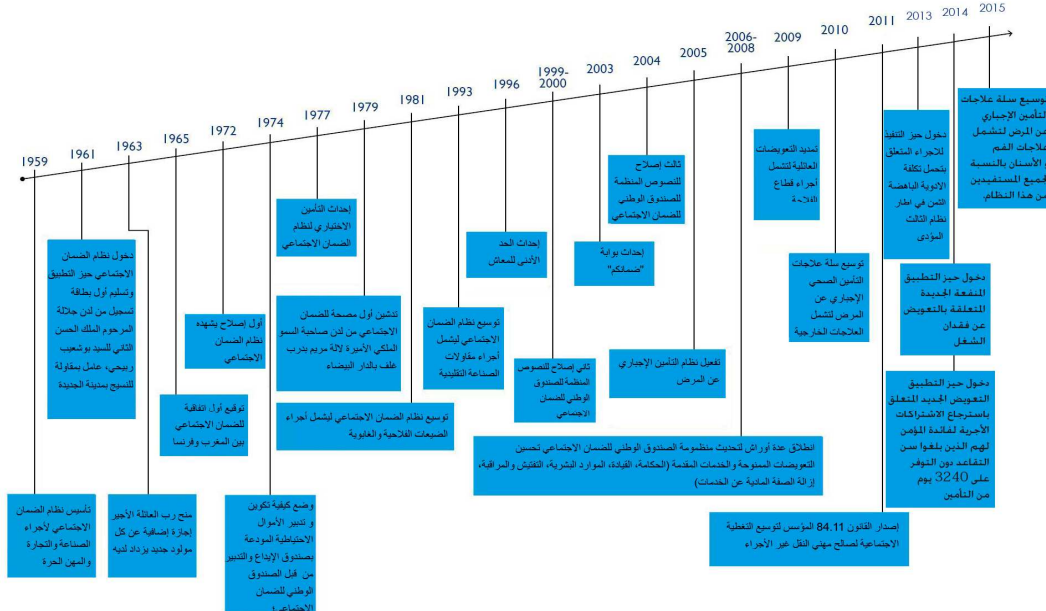 1959
1961
1963
1965
1972
1974
1977
1979
1981
1993
1996
1999-
2000
2003
2004
2005
2006-
2008
2009
2010
2011
2013
2014
2015
تأسيس نظام الضمان
الاجتماعي لأجراء
الصناعة والتجارة
والمهن الحرة
دخول نظام الضمان
الاجتماعي حيز التطبيق
وتسليم أول بطاقة
تسجيل من لدن جلالة
المرحوم الملك الحسن
الثاني للسيد بوشعيب
ربيحي، عامل بمقاولة
للنسيج بمدينة الجديدة
منح رب العائلة الأجير
إجازة إضافية عن كل
مولود جديد يزداد لديه
توقيع أول اتفاقية
للضمان الاجتماعي
بين المغرب وفرنسا
أول إصلاح يشهده
نظام الضمان
الاجتماعي
وضع كيفية تكوين
و تدبير الأموال
الاحتياطية المودعة
بصندوق الإيداع والتدبير
من قبل الصندوق
الوطني للضمان
الاجتماعي؛
إحداث التأمين
الاختياري لنظام
الضمان الاجتماعي
تدشين أول مصحة للضمان
الاجتماعي من لدن صاحبة السمو
الملكي الأميرة لالة مريم بدرب
غلف بالدار البيضاء
توسيع نظام الضمان الاجتماعي ليشمل أجراء
الضيعات الفلاحية والغابوية
توسيع نظام الضمان
الاجتماعي ليشمل
أجراء مقاولات
الصناعة التقليدية
إحداث الحد
الأدنى للمعاش
ثاني إصلاح للنصوص
المنظمة للصندوق
الوطني للضمان
الاجتماعي
إحداث بوابة
"ضمانكم"
ثالث إصلاح
للنصوص المنظمة
للصندوق الوطني
للضمان الاجتماعي
تفعيل نظام التأمين الإجباري
عن المرض
انطلاق عدة أوراش لتحديث منظمومة الصندوق الوطني للضمان الاجتماعي تحسين
التعويضات الممنوحة والخدمات المقدمة (الحكامة، القيادة، الموارد البشرية، التفتيش والمراقبة،
إزالة الصفة المادية عن الخدمات)
تمديد التعويضات
العائلية لتشمل
أجراء قطاع
الفلاحة
توسيع سلة علاجات
التأمين الصحي
الإجباري عن
المرض لتشمل
العلاجات الخارجية
إصدار القانون 84.11 المؤسس لتوسيع التغطية
الاجتماعية لصالح مهني النقل غير الأجراء
دخول حيز التنفيذ
للاجراء المتعلق
بتحمل تكلفة
الادوية الباهضة
الثمن في اطار
نظام الثالث
المؤدى
دخول حيز التطبيق
المنفعة الجديدة
المتعلقة بالتعويض
عن فقدان
الشغل
دخول حيز التطبيق
التعويض الجديد المتعلق
باسترجاع الاشتراكات
الأجرية لفائدة المؤمن
لهم الذين بلغوا سن
التقاعد دون التوفر
على 3240 يوم
من التأمين
توسيع سلة علاجات
التأمين الإجباري
عن المرض لتشمل
علاجات الفم
و الأسنان بالنسبة
لجميع المستفيدين
من هذا النظام.